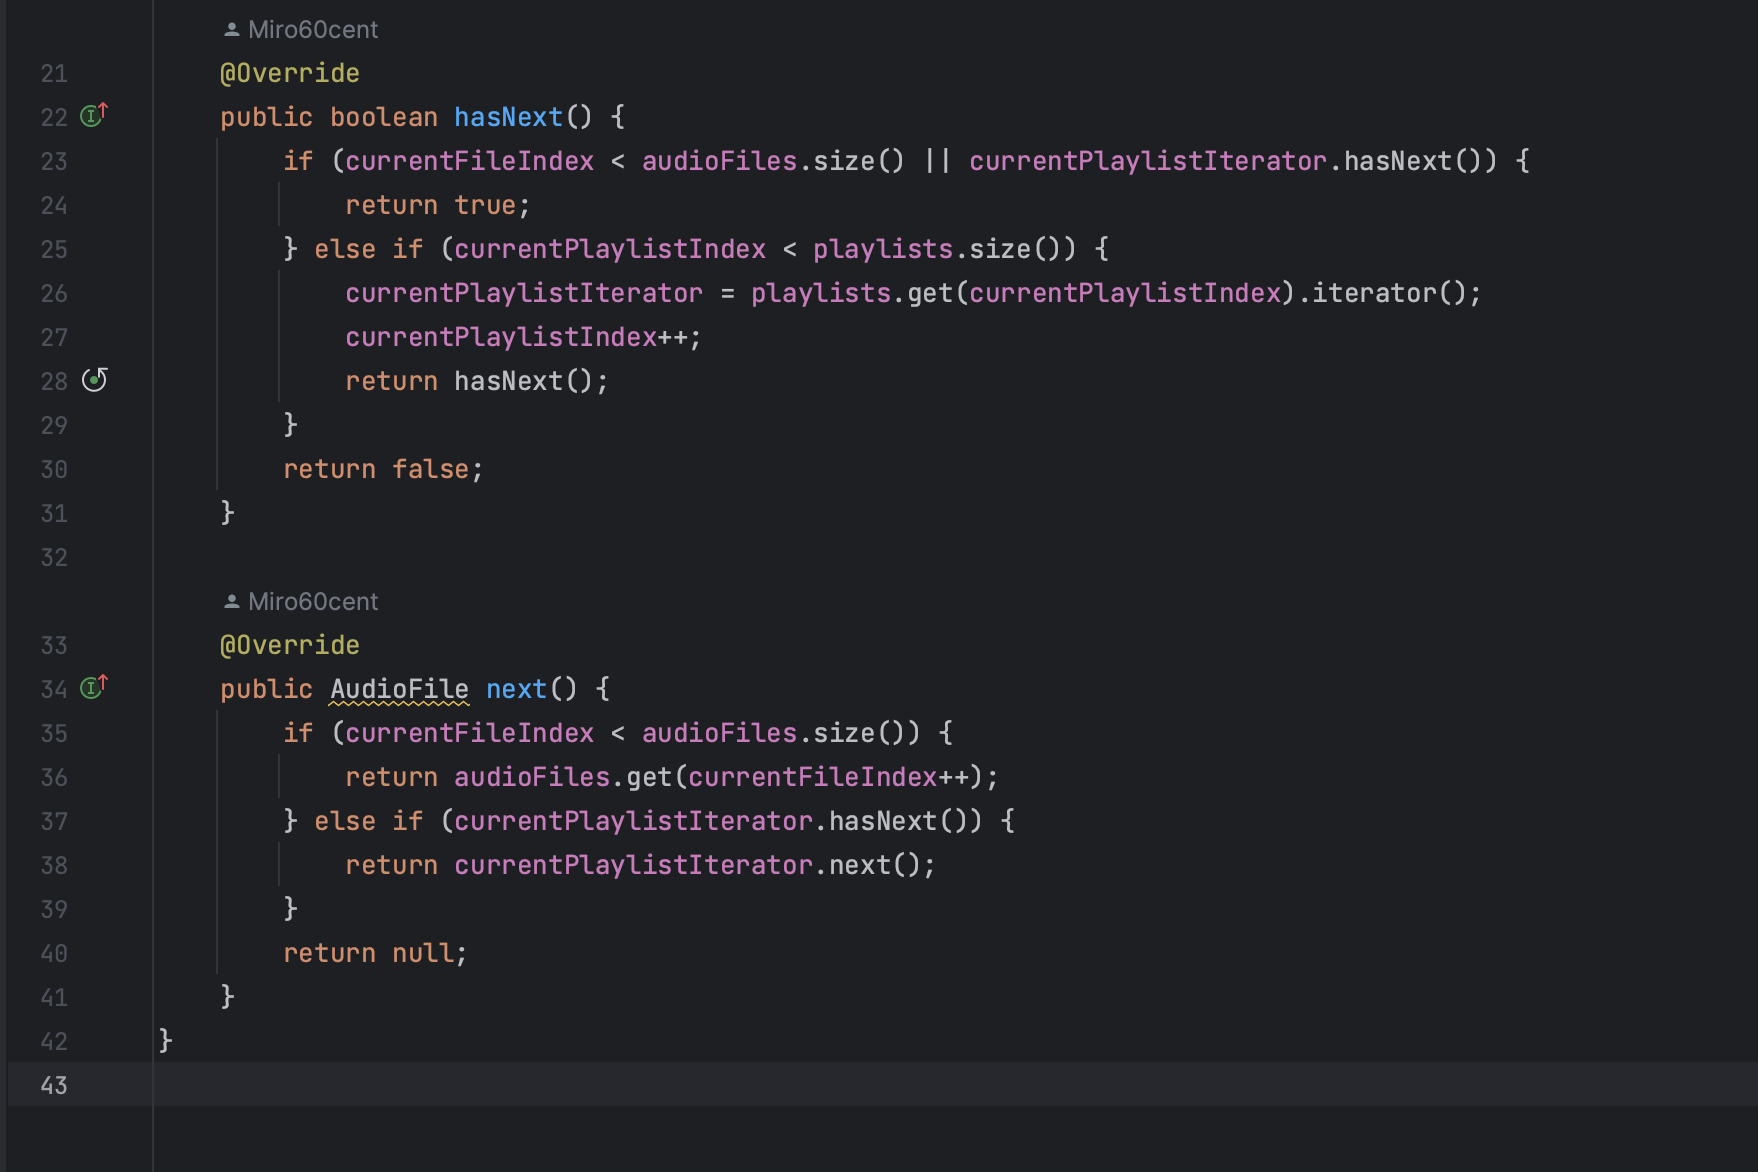 Miro60cent
21 @Override
22 public boolean hasNext() {
23 if (currentFileIndex < audioFiles.size() || currentPlaylistIterator.hasNext()) {
24 return true;
25 } else if (currentPlaylistIndex < playlists.size()) {
26 currentPlaylistIterator = playlists.get(currentPlaylistIndex).iterator();
27 currentPlaylistIndex++;
28 return hasNext();
29 }
30 return false;
31 }
32
Miro60cent
33 @Override
34 public AudioFile next() {
35 if (currentFileIndex < audioFiles.size()) {
36 return audioFiles.get(currentFileIndex++);
37 } else if (currentPlaylistIterator.hasNext()) {
38 return currentPlaylistIterator.next();
39 }
40 return null;
41 }
42 }
43